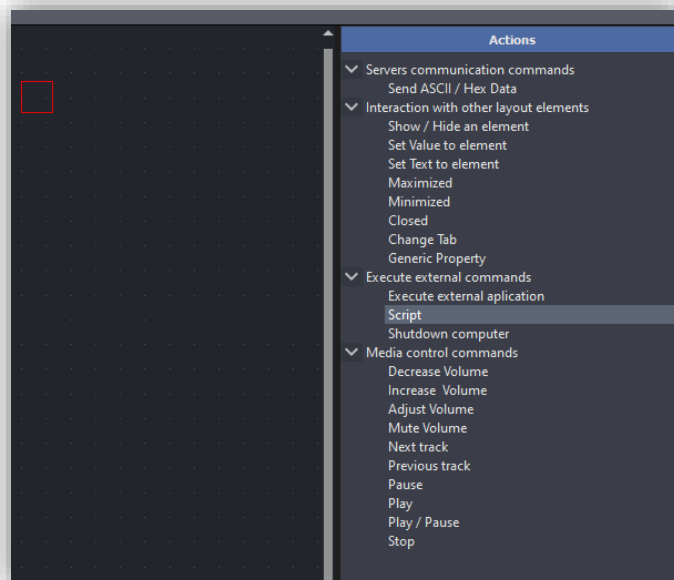 Actions
Servers communication commands
Send ASCII / Hex Data
Interaction with other layout elements
Show / Hide an element
Set Value to element
Set Text to element
Maximized
Minimized
Closed
Change Tab
Generic Property
Execute external commands
Execute external aplication
Script
Shutdown computer
Media control commands
Decrease Volume
Increase  Volume
Adjust Volume
Mute Volume
Next track
Previous track
Pause
Play
Play / Pause
Stop